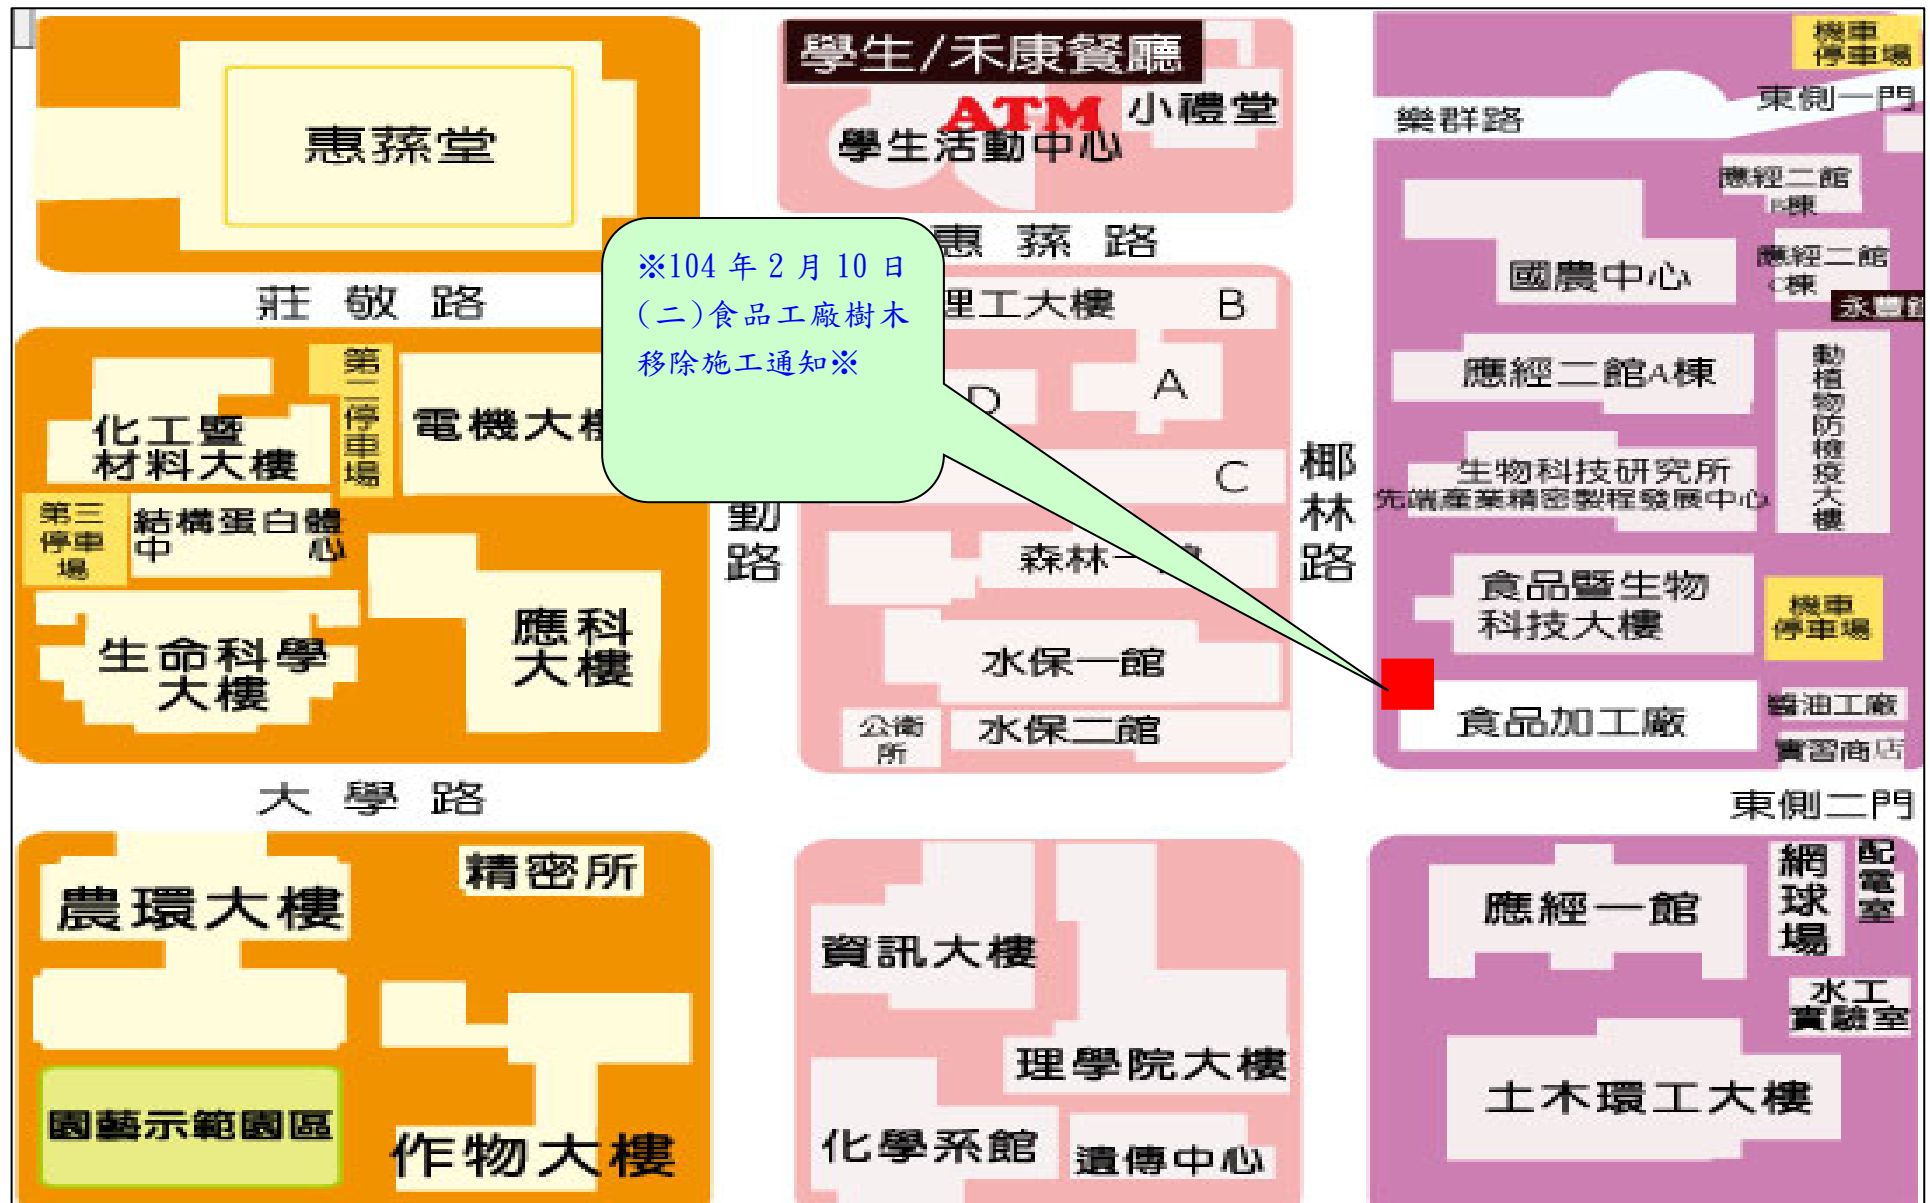 學生/禾康餐廳
ATM
小禮堂
學生活動中心
惠蓀堂
機車
停車場
東側一門
樂群路
應經二館
B棟
國農中心
應經二館
C棟
惠 蓀 路
※104 年 2 月 10 日
(二)食品工廠樹木
移除施工通知※
莊 敬 路
理工大樓
B
A
D
C
第二停車場
電機大
化工暨
材料大樓
第三
停車
場
結構蛋白體
中 心
動路
椰林路
應經二館A棟
動植物防檢疫大樓
生物科技研究所
先端產業精密製程發展中心
森林一
食品暨生物
科技大樓
機車
停車場
生命科學
大樓
應科
大樓
水保一館
公衛
所
水保二館
食品加工廠
醬油工廠
實習商店
大 學 路
東側二門
農環大樓
精密所
資訊大樓
應經一館
網球場
配電室
水工
實驗室
理學院大樓
園藝示範園區
作物大樓
化學系館
遺傳中心
土木環工大樓